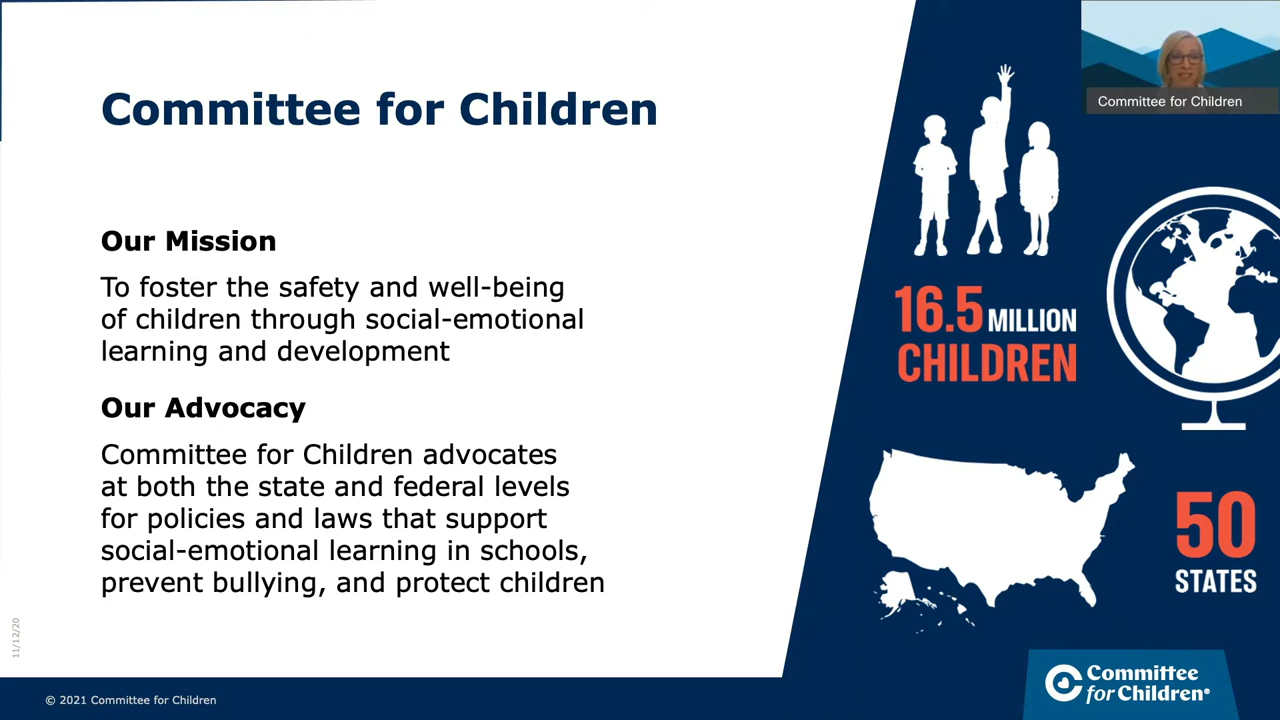 Committee for Children
Our Mission
To foster the safety and well-being
of children through social-emotional
learning and development
Our Advocacy
Committee for Children advocates
at both the state and federal levels
for policies and laws that support
social-emotional learning in schools,
prevent bullying, and protect children
11/12/20
© 2021 Committee for Children
Committee for Children
16.5 MILLION
CHILDREN
50
STATES
Committee
for Children®